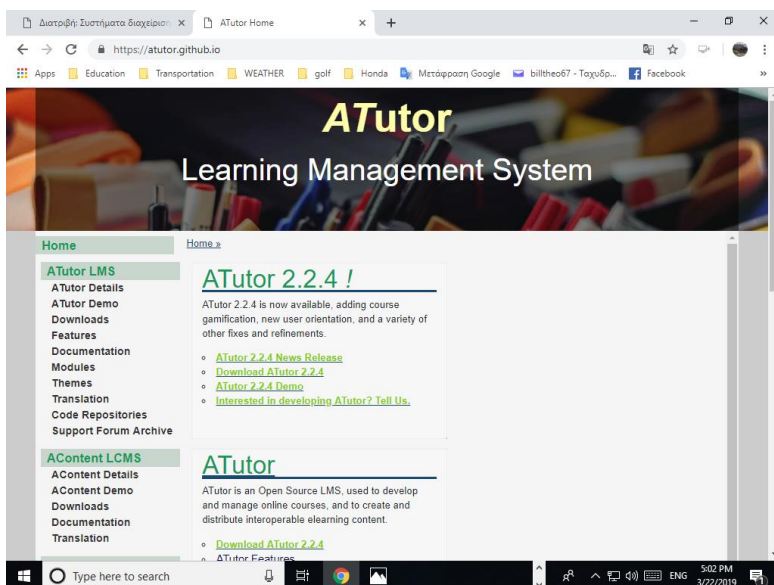 Διατριβή: Συστήματα διαχείρισης
ATutor Home
https://atutor.github.io
Apps Education Transportation WEATHER golf Honda Μετάφραση Google billtheo67 - Ταχυδρ... Facebook »
ATutor
Learning Management System
Home
Home »
ATutor LMS
ATutor Details
ATutor Demo
Downloads
Features
Documentation
Modules
Themes
Translation
Code Repositories
Support Forum Archive
AContent LCMS
AContent Details
AContent Demo
Downloads
Documentation
Translation
ATutor 2.2.4 !
ATutor 2.2.4 is now available, adding course
gamification, new user orientation, and a variety of
other fixes and refinements.
ATutor 2.2.4 News Release
Download ATutor 2.2.4
ATutor 2.2.4 Demo
Interested in developing ATutor? Tell Us.
ATutor
ATutor is an Open Source LMS, used to develop
and manage online courses, and to create and
distribute interoperable elearning content.
Download ATutor 2.2.4
ATutor Features
Type here to search
ENG
5:02 PM
3/22/2019